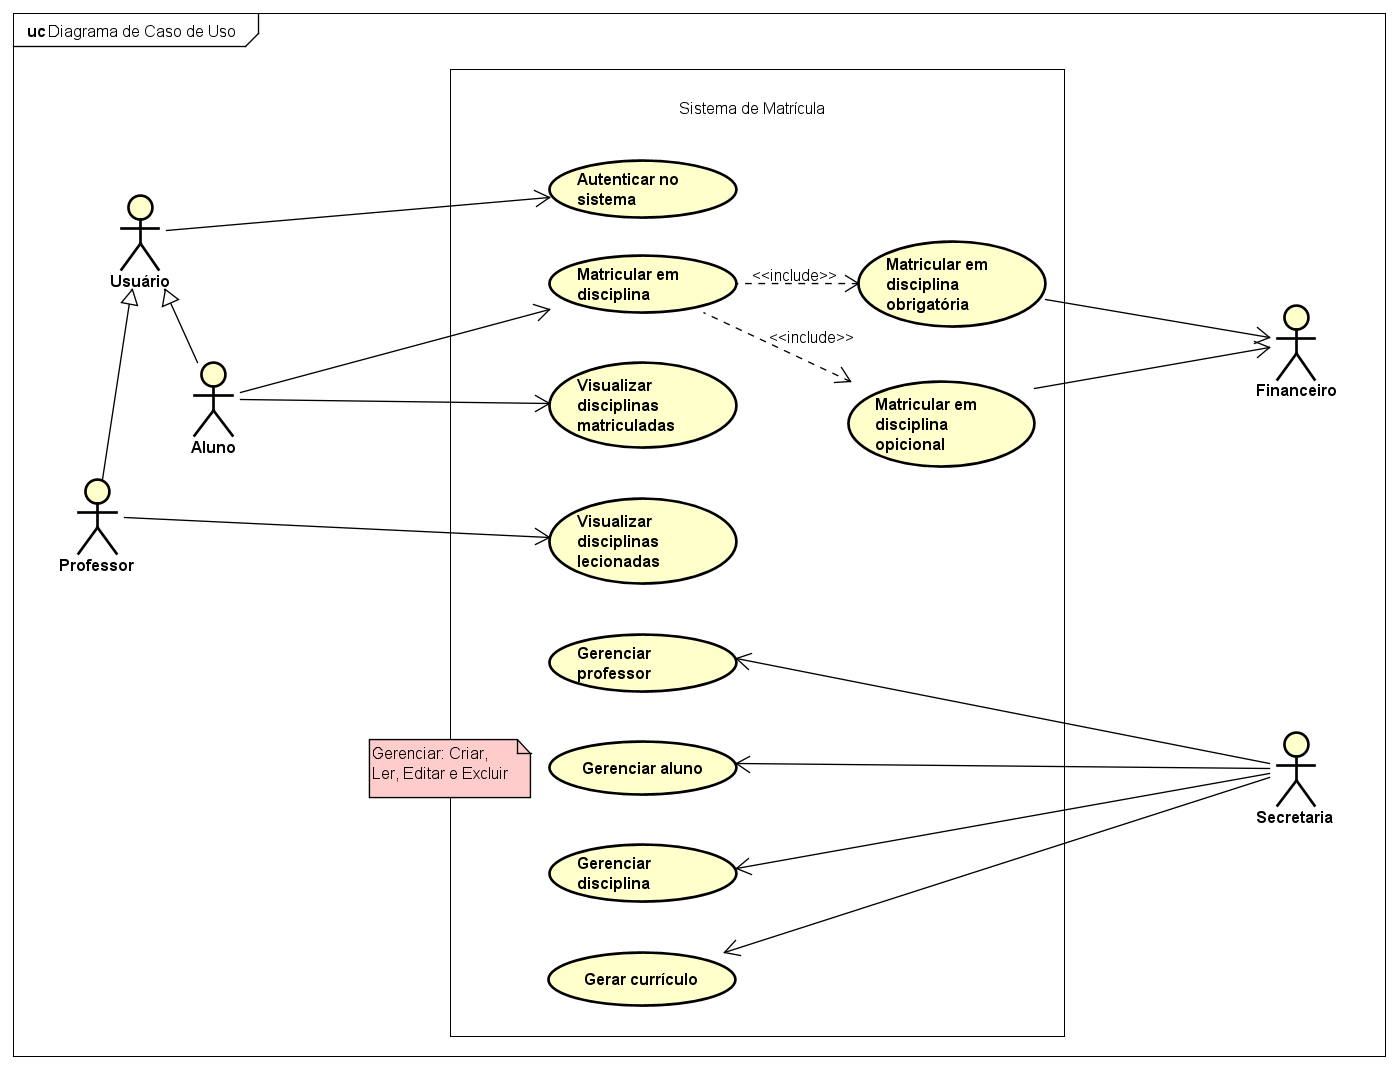 uc Diagrama de Caso de Uso
Sistema de Matrícula
Autenticar no
sistema
Usuário
Matricular em
disciplina
<<include>>
Matricular em
disciplina
obrigatória
<<include>>
Financeiro
Aluno
Visualizar
disciplinas
matriculadas
Matricular em
disciplina
opicional
Professor
Visualizar
disciplinas
lecionadas
Gerenciar
professor
Gerenciar: Criar,
Ler, Editar e Excluir
Gerenciar aluno
Secretaria
Gerenciar
disciplina
Gerar currículo